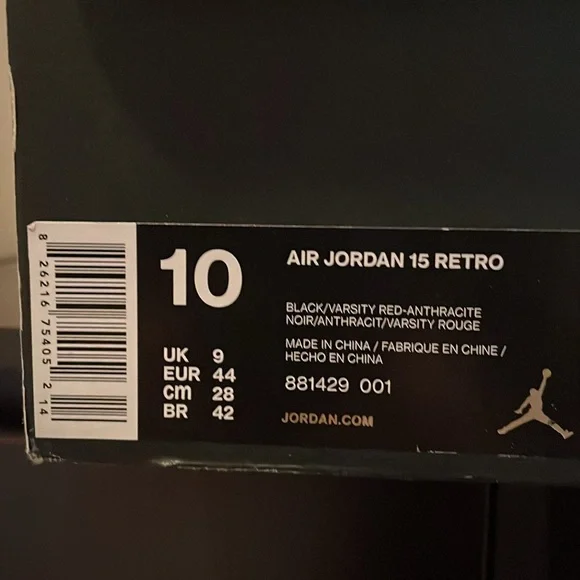 8 26216 75405 2 14
10
UK 9
EUR 44
cm 28
BR 42
AIR JORDAN 15 RETRO
BLACK/VARSITY RED-ANTHRACITE
NOIR/ANTHRACIT/VARSITY ROUGE
MADE IN CHINA / FABRIQUE EN CHINE /
HECHO EN CHINA
881429 001
JORDAN.COM